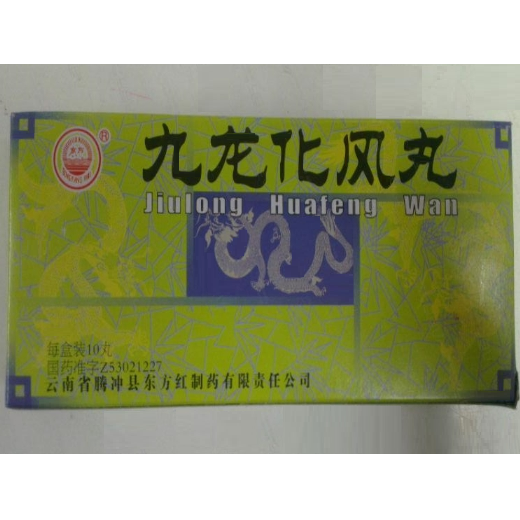 九龙化风丸
Jiulong Huafeng Wan
每盒装10丸
国药准字Z53021227
云南省腾冲县东方红制药有限责任公司